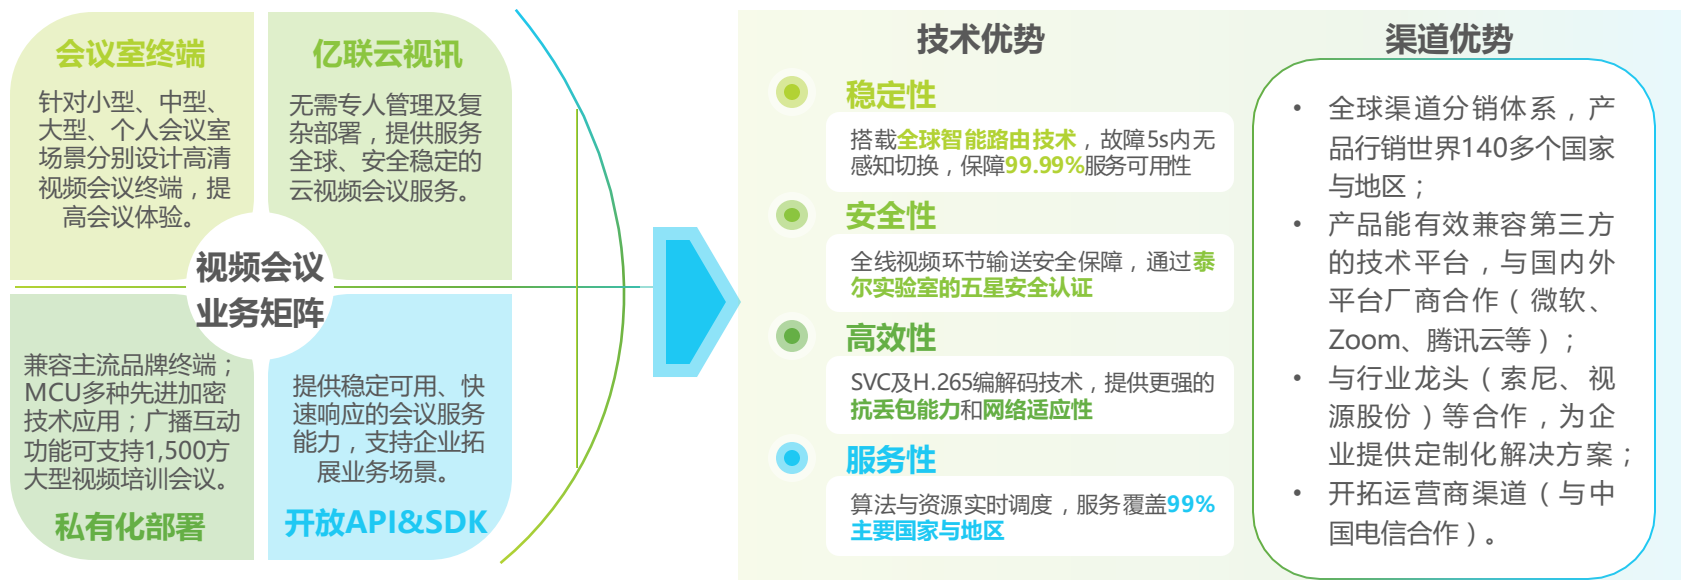 会议室终端
针对小型、中型、
大型、个人会议室
场景分别设计高清
视频会议终端，提
高会议体验。
亿联云视讯
无需专人管理及复
杂部署，提供服务
全球、安全稳定的
云视频会议服务。
视频会议
业务矩阵
兼容主流品牌终端；
MCU多种先进加密
技术应用；广播互动
功能可支持1,500方
大型视频培训会议。
私有化部署
提供稳定可用、快
速响应的会议服务
能力，支持企业拓
展业务场景。
开放API&SDK
技术优势
稳定性
搭载全球智能路由技术，故障5s内无
感知切换，保障99.99%服务可用性
安全性
全线视频环节输送安全保障，通过泰
尔实验室的五星安全认证
高效性
SVC及H.265编解码技术，提供更强的
抗丢包能力和网络适应性
服务性
算法与资源实时调度，服务覆盖99%
主要国家与地区
渠道优势
• 全球渠道分销体系，产
品行销世界140多个国家
与地区；
• 产品能有效兼容第三方
的技术平台，与国内外
平台厂商合作（微软、
Zoom、腾讯云等）；
• 与行业龙头（索尼、视
源股份）等合作，为企
业提供定制化解决方案；
• 开拓运营商渠道（与中
国电信合作）。